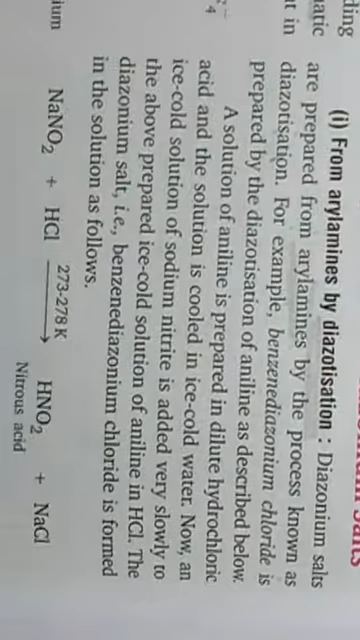 (i) From arylamines by diazotisation : Diazonium salts
are prepared from arylamines by the process known as
diazotisation. For example, benzenediazonium chloride is
prepared by the diazotisation of aniline as described below.
A solution of aniline is prepared in dilute hydrochloric
acid and the solution is cooled in ice-cold water. Now, an
ice-cold solution of sodium nitrite is added very slowly to
the above prepared ice-cold solution of aniline in HCl. The
diazonium salt, i.e., benzenediazonium chloride is formed
in the solution as follows.
273-278 K
NaNO2 + HCl ⟶ HNO2 + NaCl
Nitrous acid